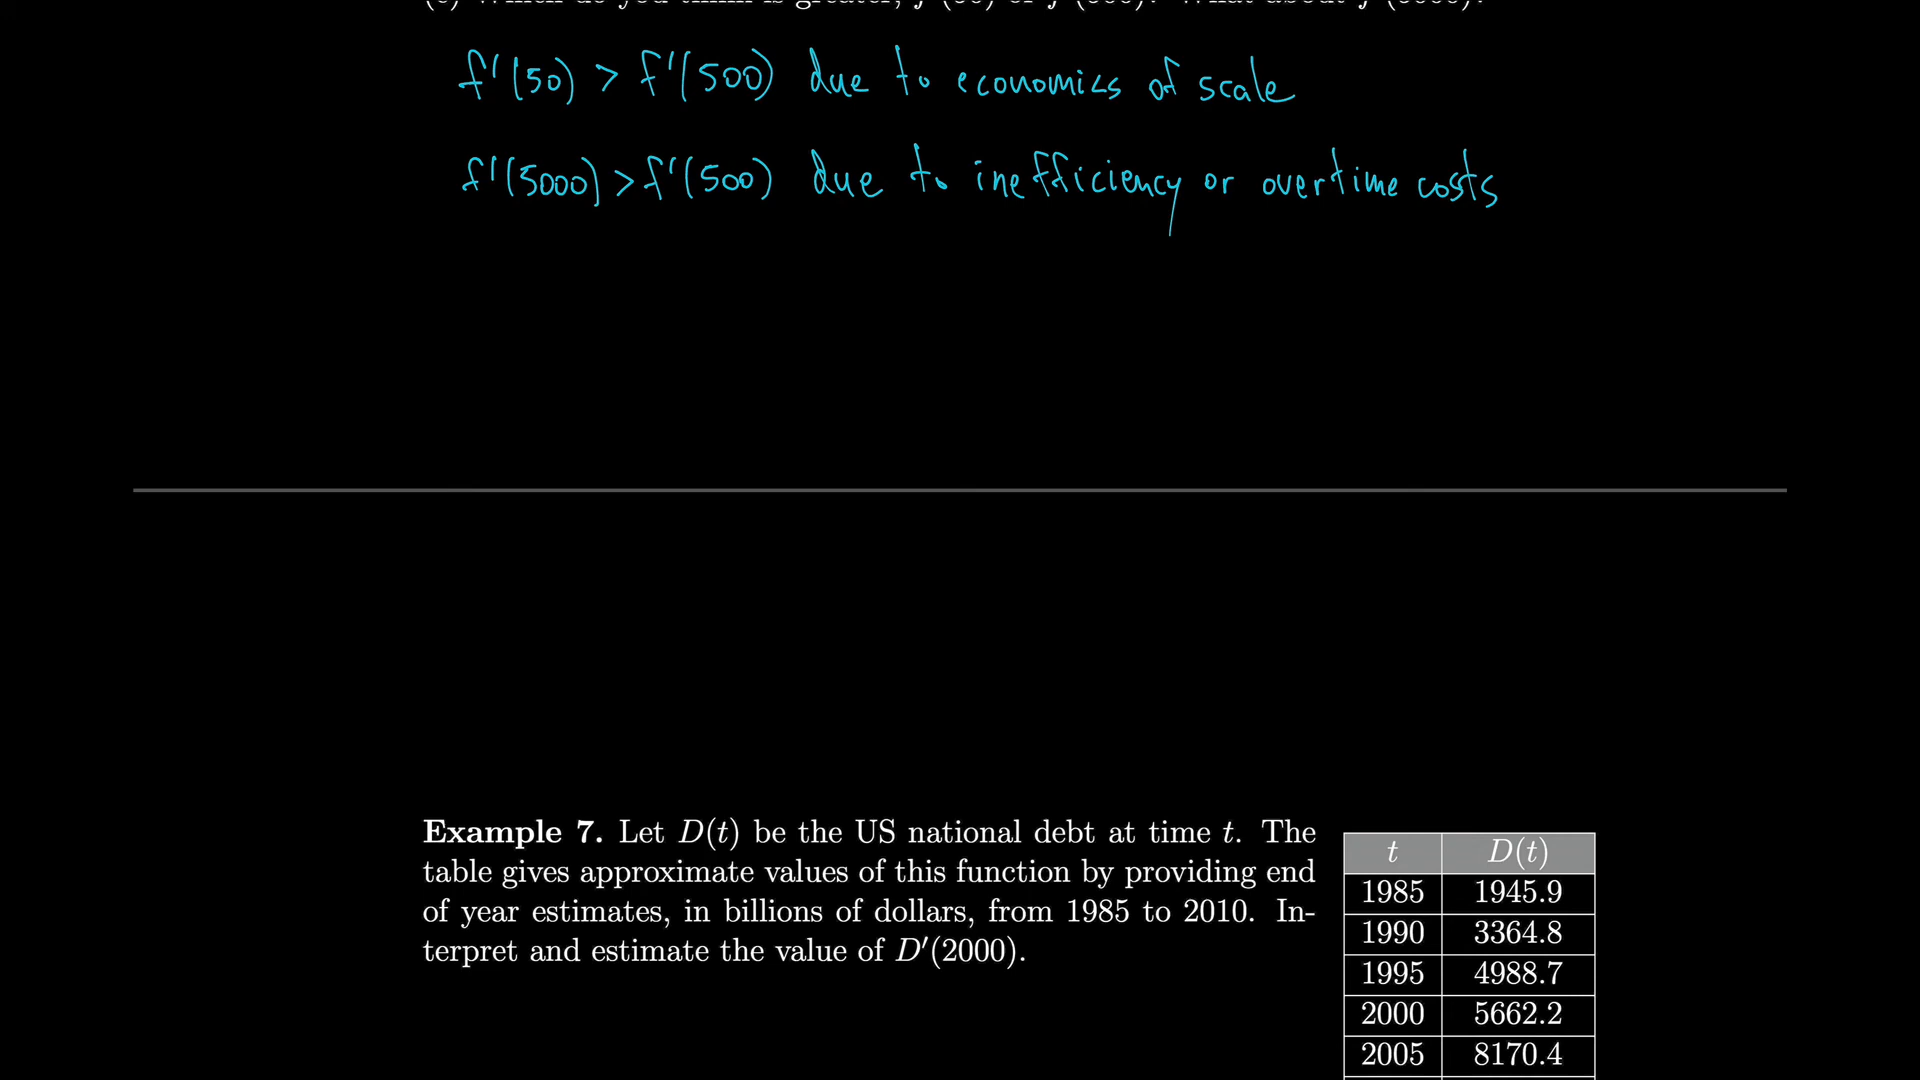 f'(50) > f'(500) due to economics of scale
f'(5000) > f'(500) due to inefficiency or overtime costs
Example 7. Let D(t) be the US national debt at time t. The
table gives approximate values of this function by providing end
of year estimates, in billions of dollars, from 1985 to 2010. In-
terpret and estimate the value of D′(2000).
t D(t)
1985 1945.9
1990 3364.8
1995 4988.7
2000 5662.2
2005 8170.4